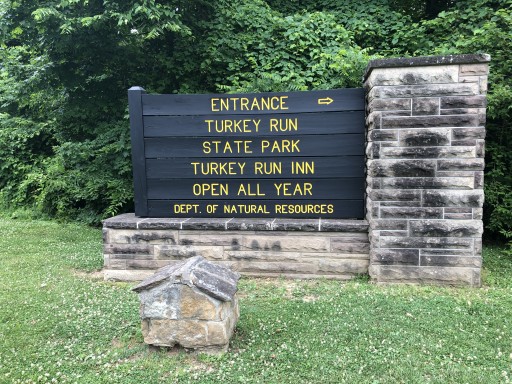 ENTRANCE →
TURKEY RUN
STATE PARK
TURKEY RUN INN
OPEN ALL YEAR
DEPT. OF NATURAL RESOURCES